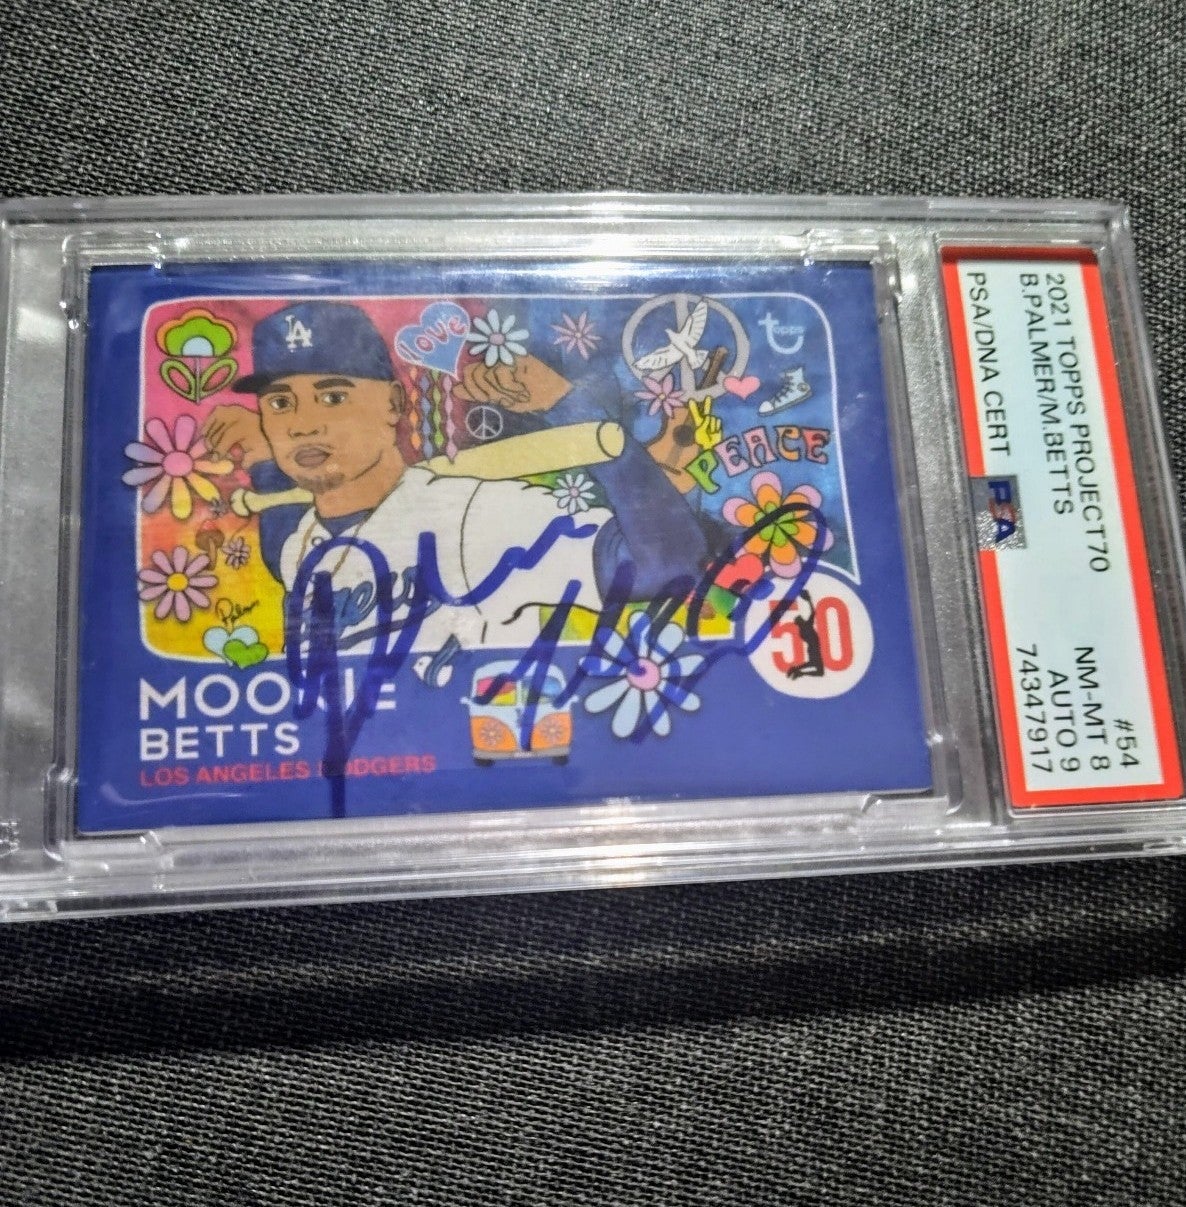 2021 TOPPS PROJECT70 #54
B.PALMER/M.BETTS NM-MT 8
AUTO 9
PSA/DNA CERT 74347917
PSA
LA
love
topps
PEACE
Palmer
50
MOOKIE
BETTS
LOS ANGELES DODGERS